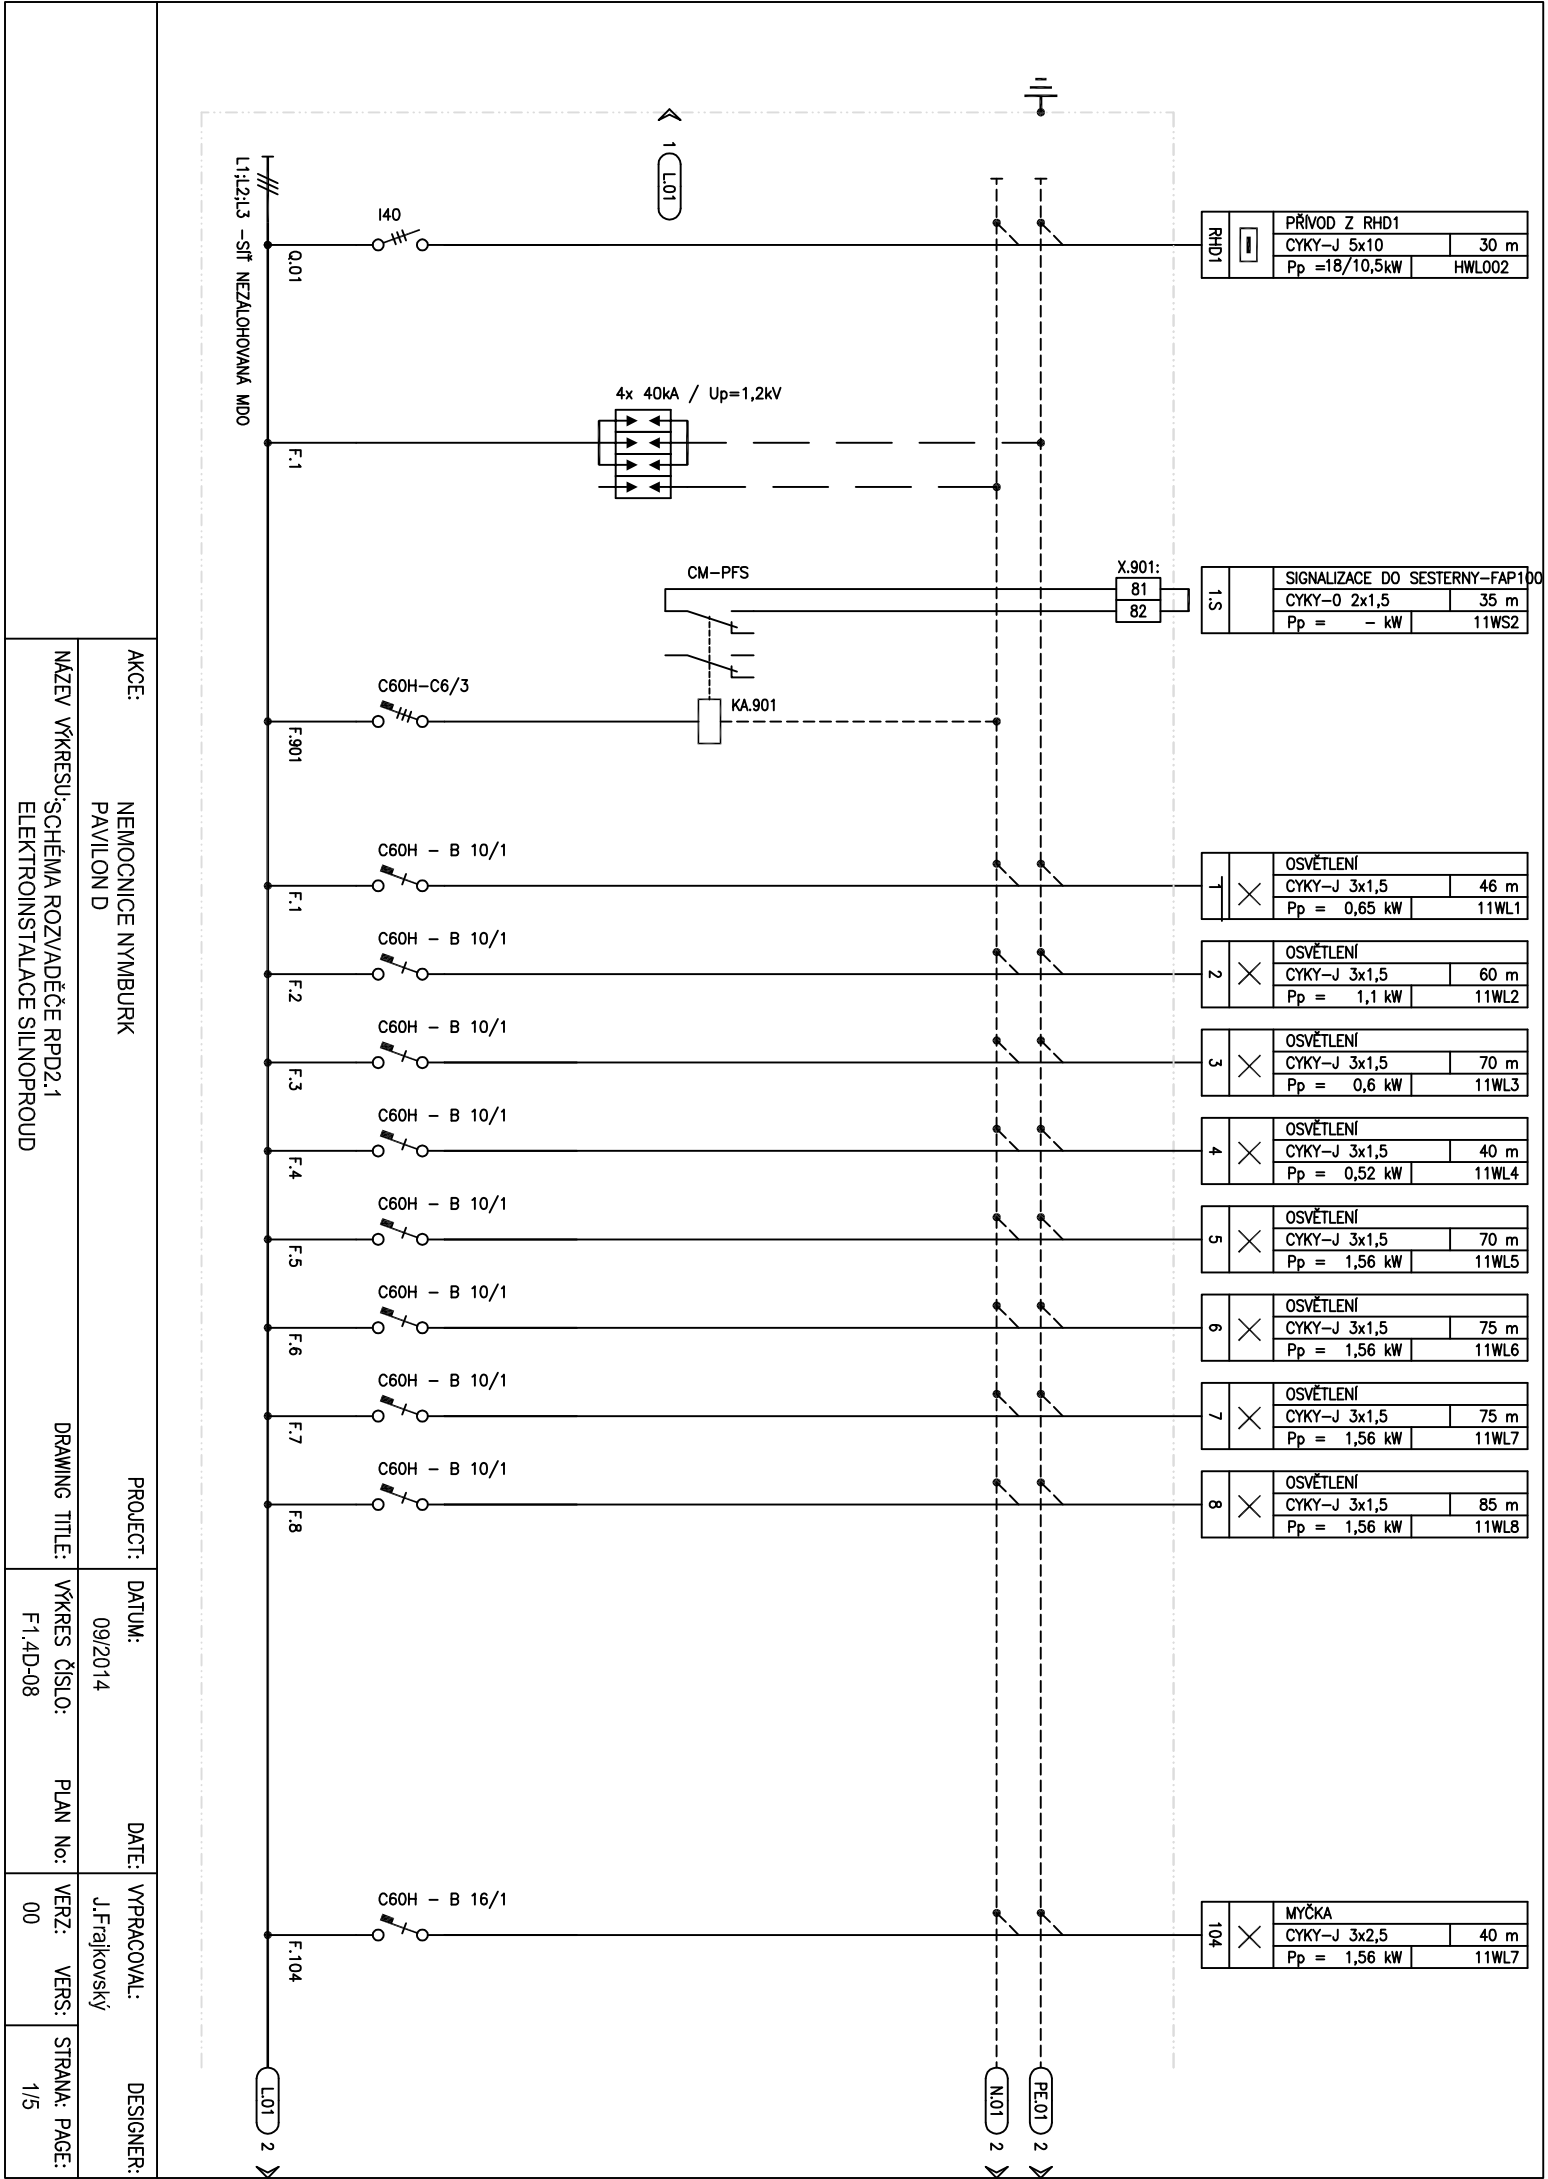 1
L.01
L1;L2;L3 -SÍŤ NEZÁLOHOVANÁ MDO
I40
Q.01
RHD1
PŘÍVOD Z RHD1
CYKY-J 5x10
30 m
Pp =18/10,5kW
HWL002
4x 40kA / Up=1,2kV
F.1
CM-PFS
X.901:
81
82
1.S
SIGNALIZACE DO SESTERNY-FAP100
CYKY-O 2x1,5
35 m
Pp = - kW
11WS2
C60H-C6/3
KA.901
F.901
C60H - B 10/1
F.1
1
OSVĚTLENÍ
CYKY-J 3x1,5
46 m
Pp = 0,65 kW
11WL1
C60H - B 10/1
F.2
2
OSVĚTLENÍ
CYKY-J 3x1,5
60 m
Pp = 1,1 kW
11WL2
C60H - B 10/1
F.3
3
OSVĚTLENÍ
CYKY-J 3x1,5
70 m
Pp = 0,6 kW
11WL3
C60H - B 10/1
F.4
4
OSVĚTLENÍ
CYKY-J 3x1,5
40 m
Pp = 0,52 kW
11WL4
C60H - B 10/1
F.5
5
OSVĚTLENÍ
CYKY-J 3x1,5
70 m
Pp = 1,56 kW
11WL5
C60H - B 10/1
F.6
6
OSVĚTLENÍ
CYKY-J 3x1,5
75 m
Pp = 1,56 kW
11WL6
C60H - B 10/1
F.7
7
OSVĚTLENÍ
CYKY-J 3x1,5
75 m
Pp = 1,56 kW
11WL7
C60H - B 10/1
F.8
8
OSVĚTLENÍ
CYKY-J 3x1,5
85 m
Pp = 1,56 kW
11WL8
C60H - B 16/1
F.104
104
MYČKA
CYKY-J 3x2,5
40 m
Pp = 1,56 kW
11WL7
L.01 2
N.01 2
PE.01 2
AKCE:
PROJECT:
NEMOCNICE NYMBURK
PAVILON D
NÁZEV VÝKRESU:
DRAWING TITLE:
SCHÉMA ROZVADĚČE RPD2.1
ELEKTROINSTALACE SILNOPROUD
DATUM:
DATE:
09/2014
VÝKRES ČÍSLO:
PLAN No:
F1.4D-08
VYPRACOVAL:
DESIGNER:
J.Frajkovský
VERZ: VERS:
00
STRANA: PAGE:
1/5